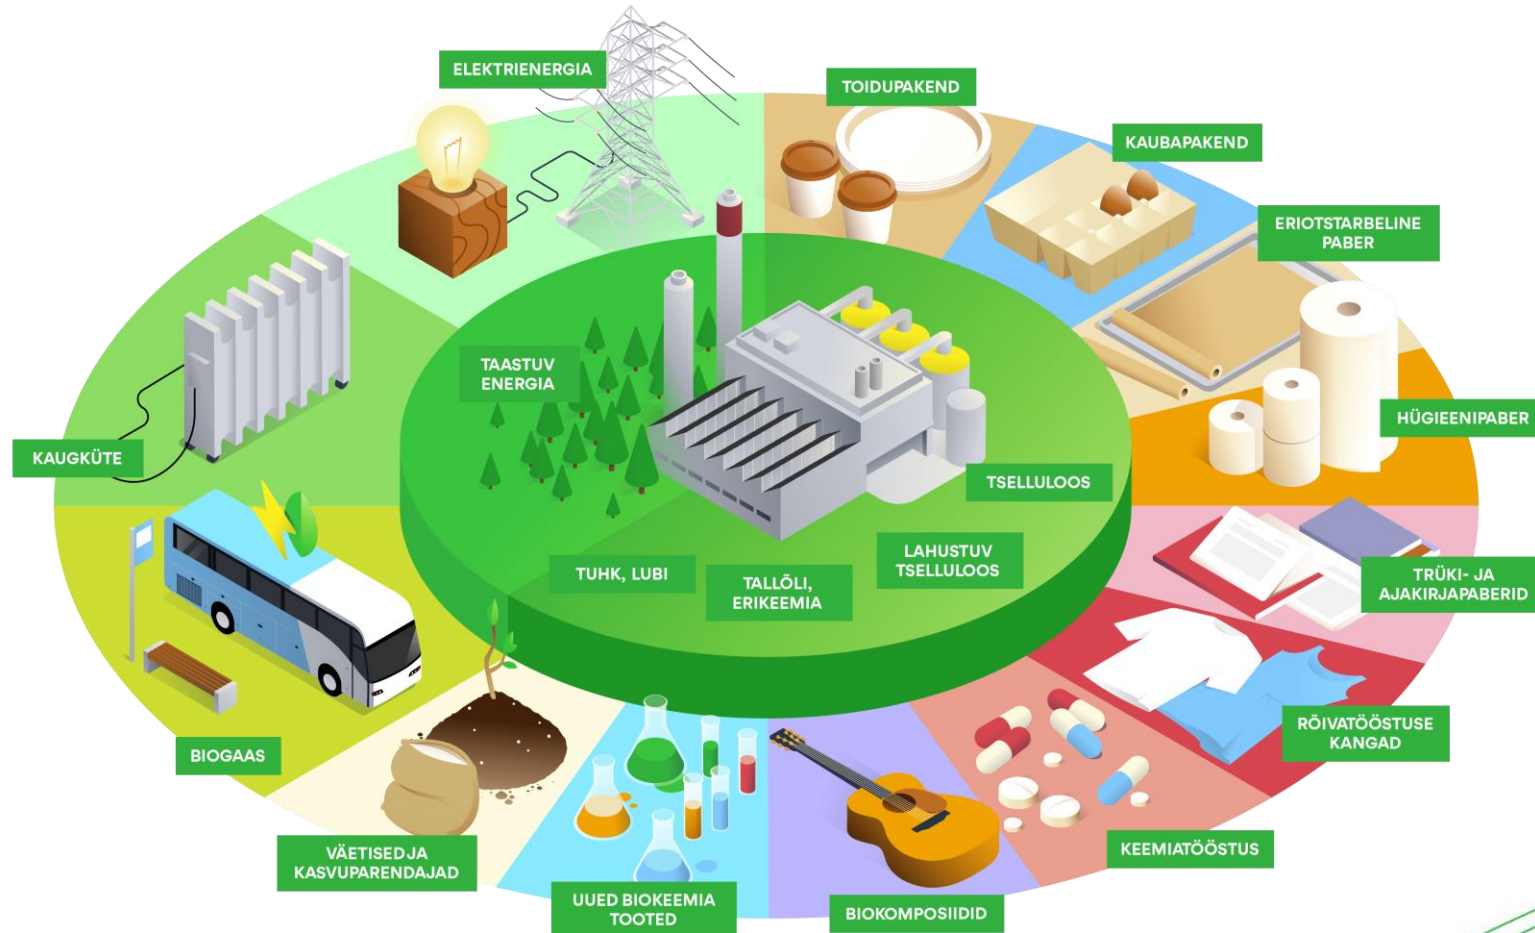 ELEKTRIENERGIA
TOIDUPAKEND
KAUBAPAKEND
ERIOTSTARBELINE
PABER
HÜGIEENIPABER
TRÜKI- JA
AJAKIRJAPABERID
RÕIVATÖÖSTUSE
KANGAD
KEEMIATÖÖSTUS
BIOKOMPOSIIDID
UUED BIOKEEMIA
TOOTED
VÄETISED JA
KASVUPARENDAJAD
BIOGAAS
KAUGKÜTE
TAASTUV
ENERGIA
TSELLULOOS
LAHUSTUV
TSELLULOOS
TALLÕLI,
ERIKEEMIA
TUHK, LUBI